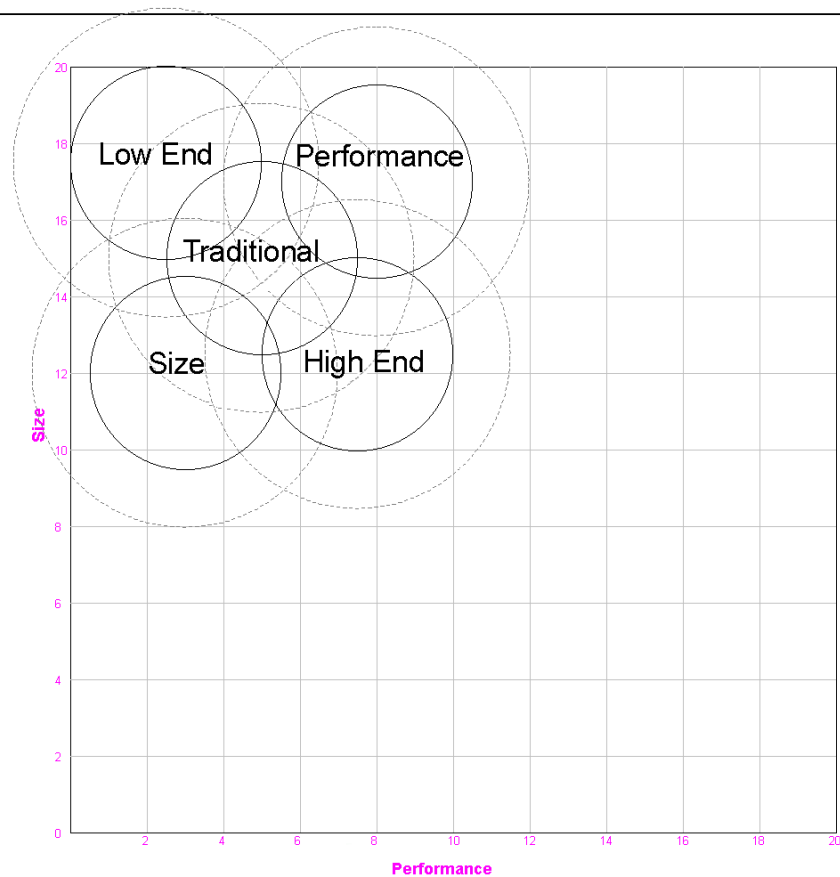 20
18
Low End
Performance
16
Traditional
14
Size
High End
12
Size
10
8
6
4
2
0
2 4 6 8 10 12 14 16 18 20
Performance